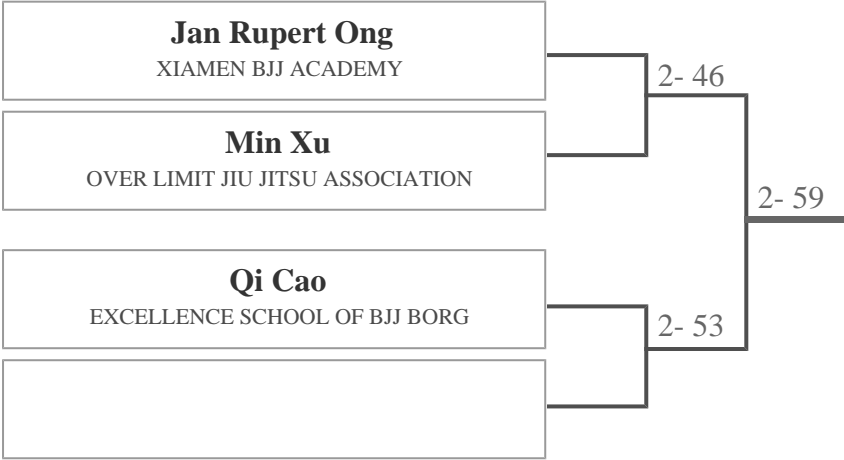 Jan Rupert Ong
XIAMEN BJJ ACADEMY
2- 46
Min Xu
OVER LIMIT JIU JITSU ASSOCIATION
2- 59
Qi Cao
EXCELLENCE SCHOOL OF BJJ BORG
2- 53